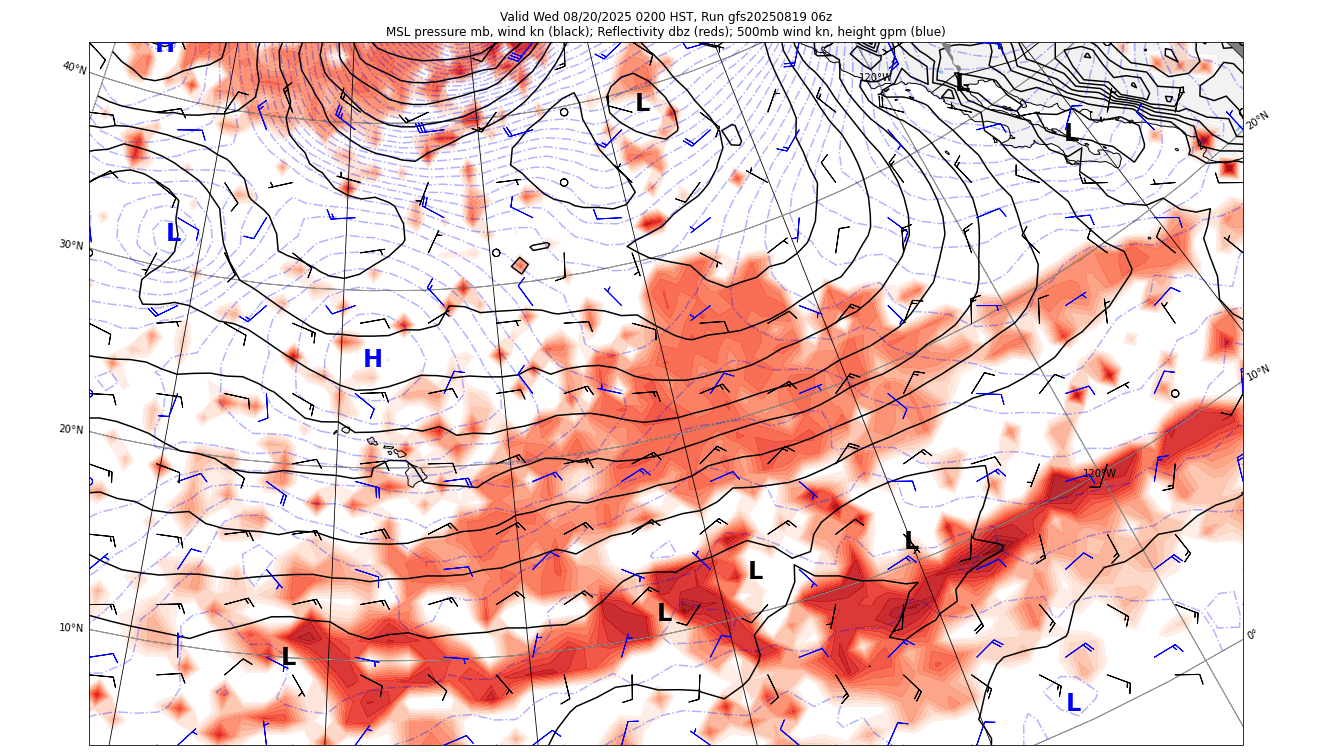 Valid Wed 08/20/2025 0200 HST, Run gfs20250819 06z
MSL pressure mb, wind kn (black); Reflectivity dbz (reds); 500mb wind kn, height gpm (blue)
H
40°N
120°W
L
L
L
20°N
L
30°N
H
10°N
20°N
120°W
L
L
L
10°N
0°
L
L